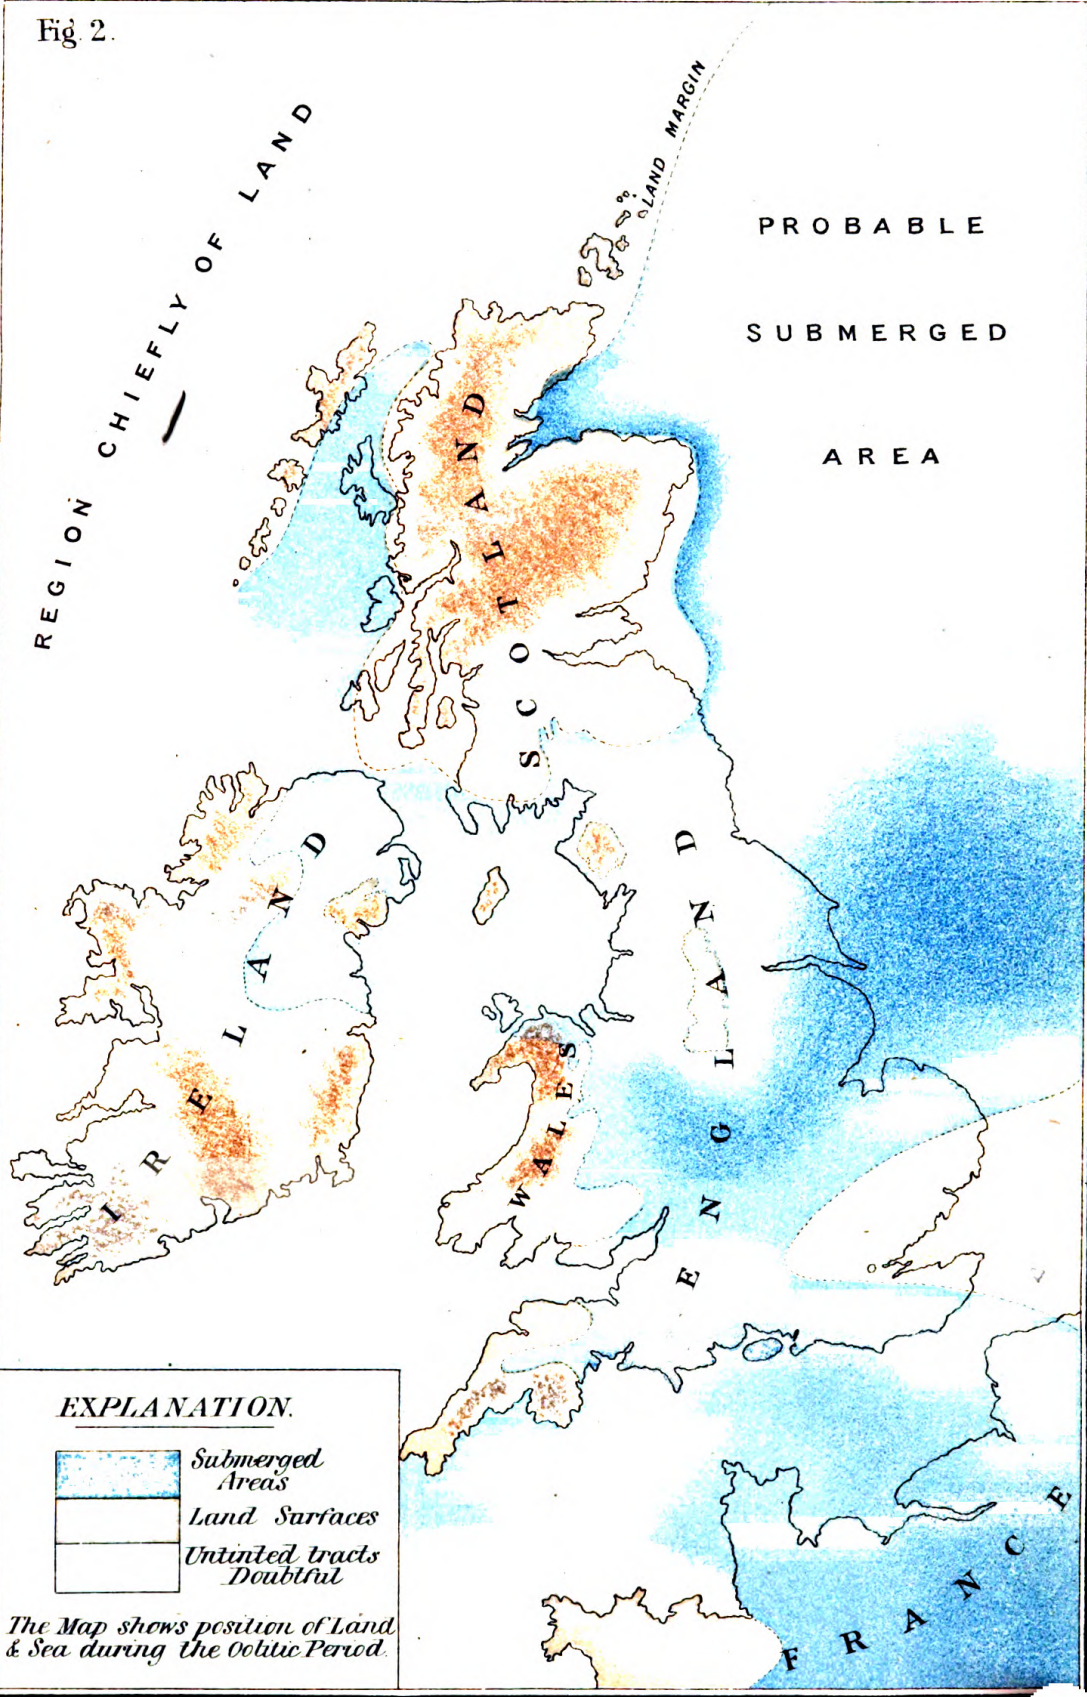 Fig. 2.
REGION CHIEFLY OF LAND
LAND MARGIN
PROBABLE
SUBMERGED
AREA
SCOTLAND
IRELAND
ENGLAND
WALES
FRANCE
EXPLANATION.
Submerged
Areas
Land Surfaces
Untinted tracts
Doubtful
The Map shows position of Land
& Sea during the Oolitic Period.